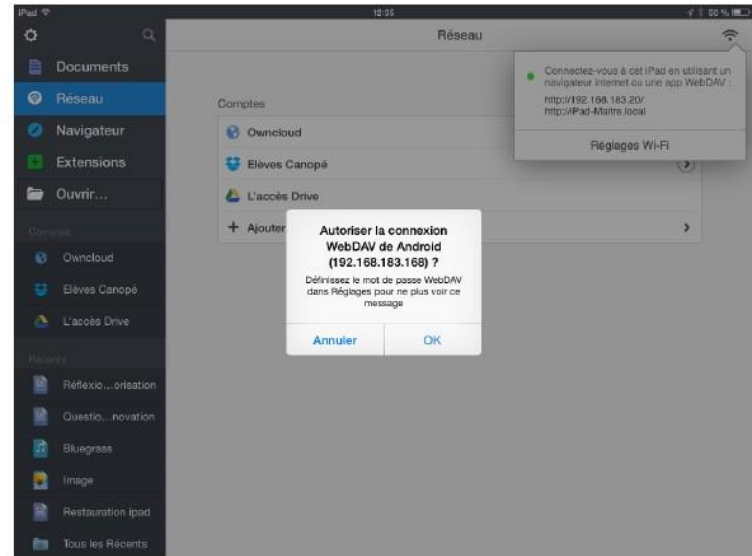 iPad
12:35
60 %
Réseau
Documents
Réseau
Navigateur
Extensions
Ouvrir...
Comptes
Owncloud
Elèves Canopé
L'accès Drive
Récents
Réflexio...orisation
Questio...novation
Bluegrass
Image
Restauration ipad
Tous les Récents
Comptes
Owncloud
Elèves Canopé
L'accès Drive
Ajouter
Connectez-vous à cet iPad en utilisant un
navigateur internet ou une app WebDAV :
http://192.168.183.20/
http://iPad-Maitre.local
Réglages Wi-Fi
Autoriser la connexion
WebDAV de Android
(192.168.183.168) ?
Définissez le mot de passe WebDAV
dans Réglages pour ne plus voir ce
message
Annuler
OK